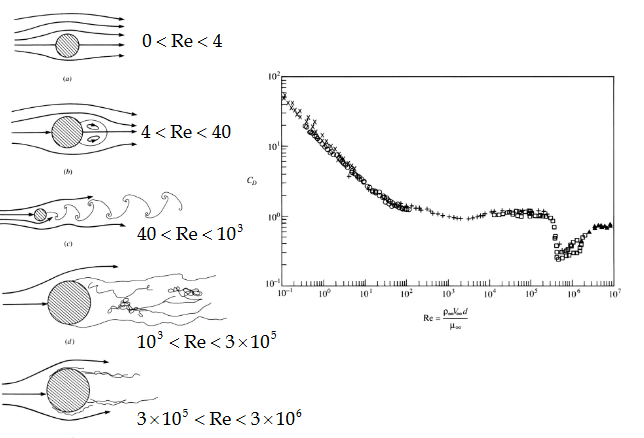 0 < Re < 4
(a)
4 < Re < 40
(b)
40 < Re < 10³
(c)
10³ < Re < 3×10⁵
(d)
3×10⁵ < Re < 3×10⁶
10²
10¹
C_D
10⁰
10⁻¹
10⁻¹ 10⁰ 10¹ 10² 10³ 10⁴ 10⁵ 10⁶ 10⁷
Re = ρ∞V∞d / μ∞